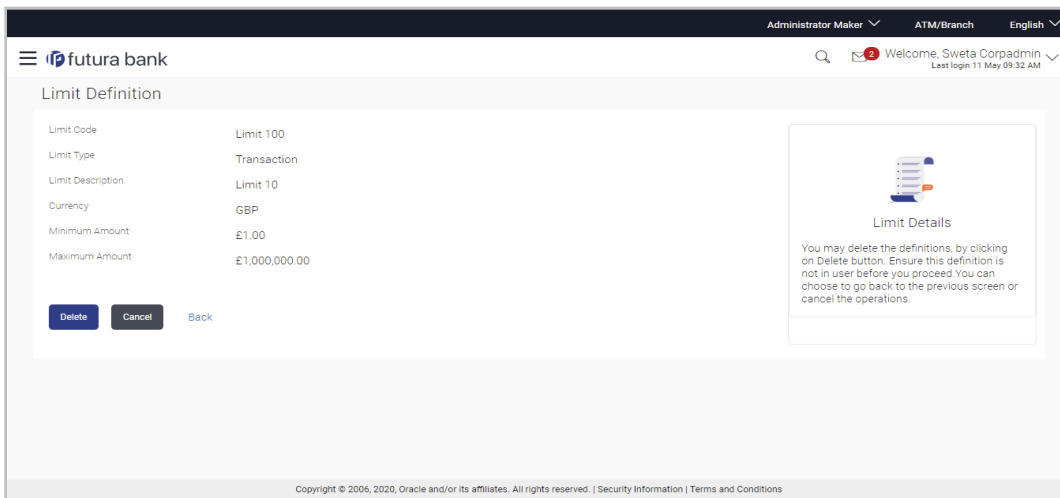 Administrator Maker ATM/Branch English
futura bank
2 Welcome, Sweta Corpadmin
Last login 11 May 09:32 AM
Limit Definition
Limit Code Limit 100
Limit Type Transaction
Limit Description Limit 10
Currency GBP
Minimum Amount £1.00
Maximum Amount £1,000,000.00
Delete Cancel Back
Limit Details
You may delete the definitions, by clicking
on Delete button. Ensure this definition is
not in user before you proceed.You can
choose to go back to the previous screen or
cancel the operations.
Copyright © 2006, 2020, Oracle and/or its affiliates. All rights reserved. | Security Information | Terms and Conditions